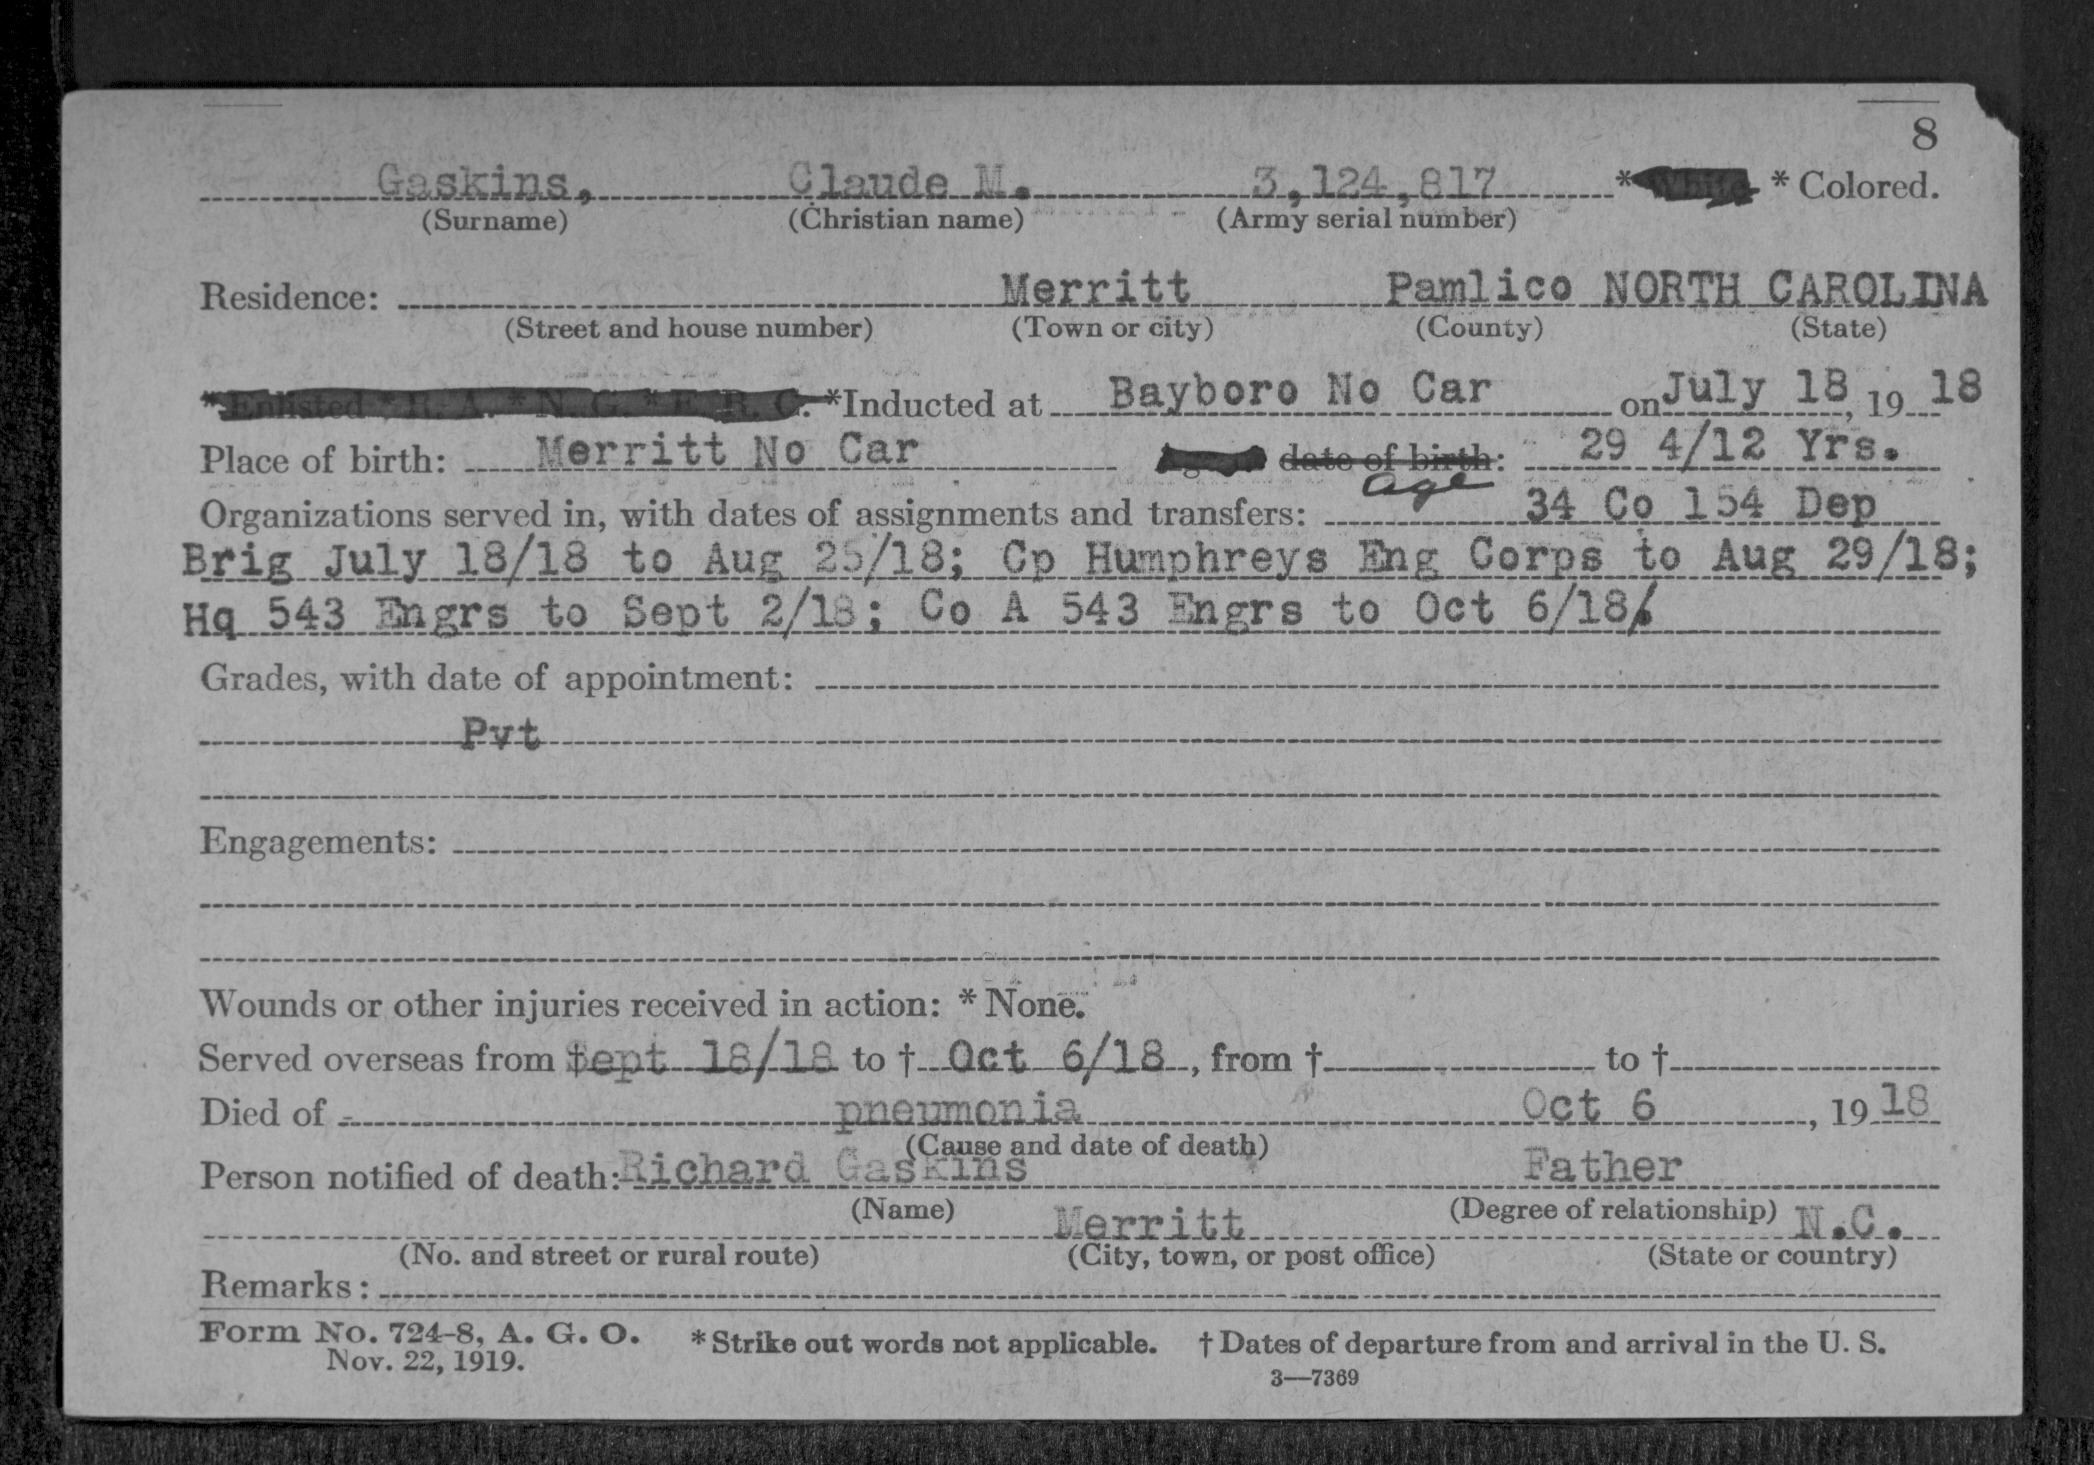 8
Gaskins, Claude M. 3,124,817 * White * Colored.
(Surname) (Christian name) (Army serial number)
Residence: Merritt Pamlico NORTH CAROLINA
(Street and house number) (Town or city) (County) (State)
*Enlisted * R. A. * N. G. * E. R. C. *Inducted at Bayboro No Car on July 18, 19 18
Place of birth: Merritt No Car date of birth: 29 4/12 Yrs.
age
Organizations served in, with dates of assignments and transfers: 34 Co 154 Dep
Brig July 18/18 to Aug 25/18; Cp Humphreys Eng Corps to Aug 29/18;
Hq 543 Engrs to Sept 2/18; Co A 543 Engrs to Oct 6/18.
Grades, with date of appointment:
Pvt
Engagements:
Wounds or other injuries received in action: * None.
Served overseas from † Sept 18/18 to † Oct 6/18, from † to †
Died of pneumonia Oct 6, 19 18
(Cause and date of death)
Person notified of death: Richard Gaskins Father
(Name) (Degree of relationship)
Merritt N.C.
(No. and street or rural route) (City, town, or post office) (State or country)
Remarks:
Form No. 724-8, A. G. O. * Strike out words not applicable. † Dates of departure from and arrival in the U. S.
Nov. 22, 1919.
3—7369